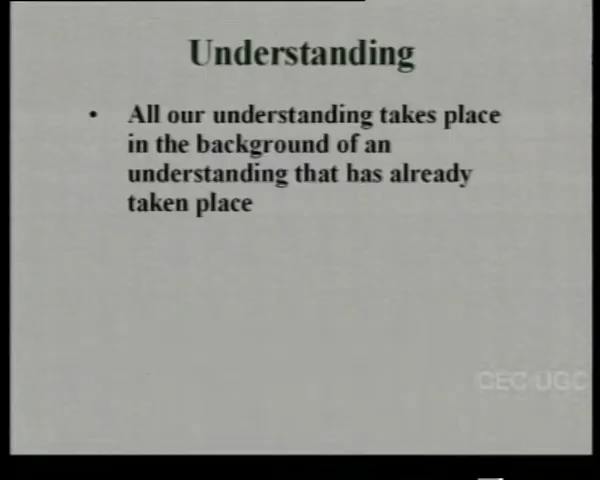 Understanding
• All our understanding takes place
in the background of an
understanding that has already
taken place
CEC-UGC